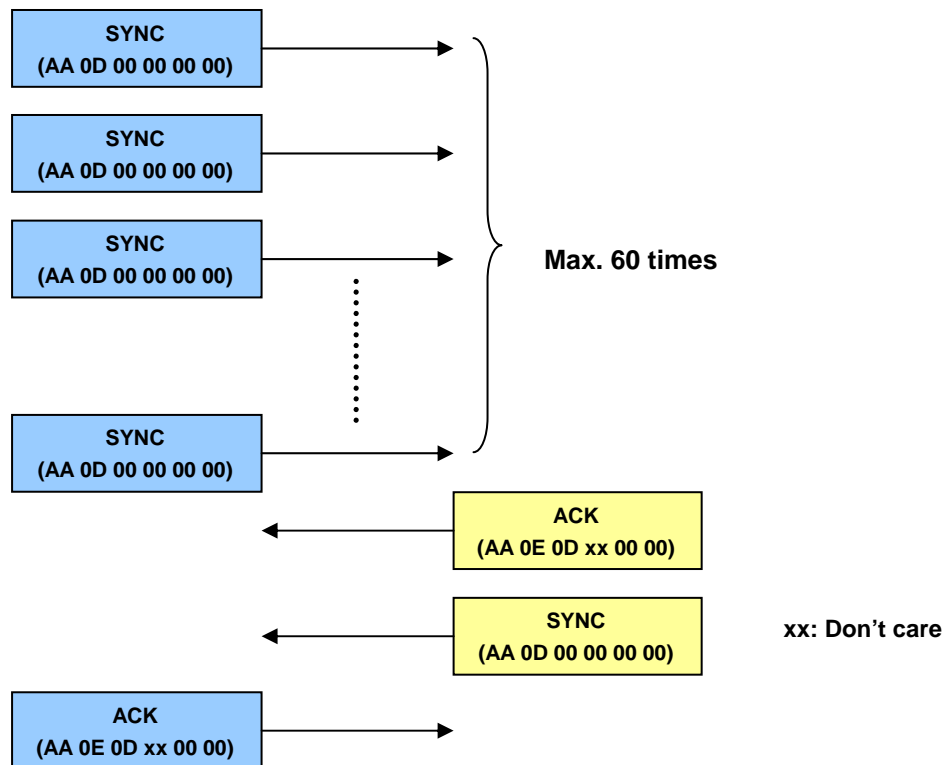 SYNC
(AA 0D 00 00 00 00)
SYNC
(AA 0D 00 00 00 00)
SYNC
(AA 0D 00 00 00 00)
Max. 60 times
SYNC
(AA 0D 00 00 00 00)
ACK
(AA 0E 0D xx 00 00)
SYNC
(AA 0D 00 00 00 00)
xx: Don’t care
ACK
(AA 0E 0D xx 00 00)